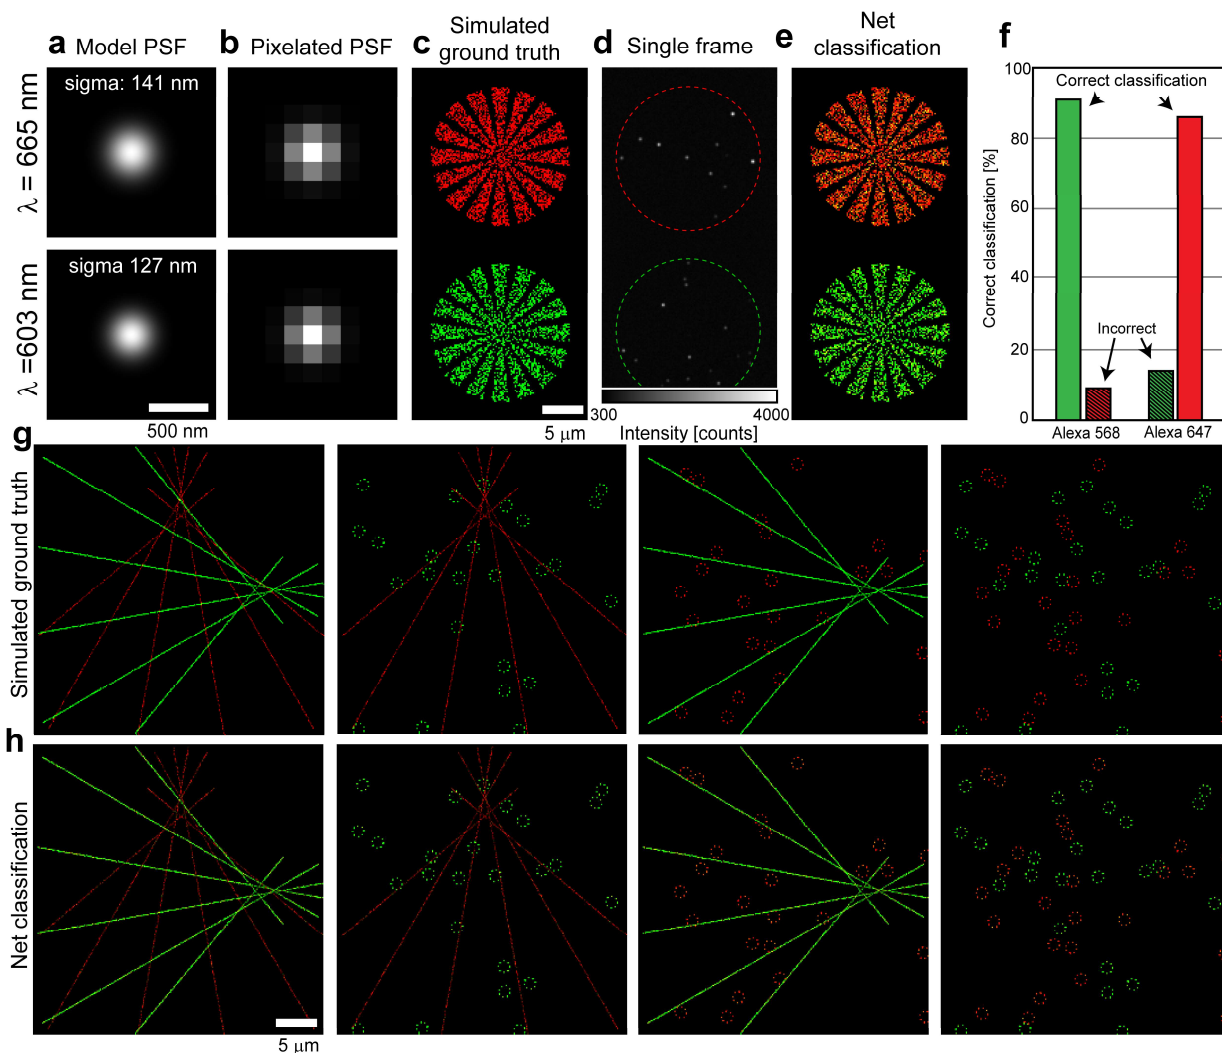 a Model PSF
b Pixelated PSF
c Simulated
ground truth
d Single frame
e Net
classification
f
λ = 665 nm
sigma: 141 nm
λ =603 nm
sigma 127 nm
500 nm
5 μm
300
4000
Intensity [counts]
Correct classification [%]
100
80
60
40
20
0
Correct classification
Incorrect
Alexa 568
Alexa 647
g
Simulated ground truth
h
Net classification
5 μm